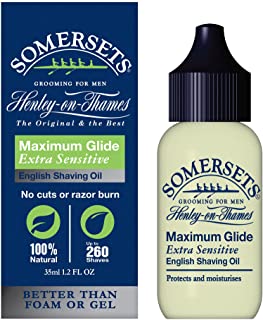 SOMERSETS
GROOMING FOR MEN
Henley-on-Thames
The Original & the Best
Maximum Glide
Extra Sensitive
English Shaving Oil
No cuts or razor burn
100%
Natural
Up to
260
Shaves
35ml 1.2 FL OZ
BETTER THAN
FOAM OR GEL
SOMERSETS
GROOMING FOR MEN
Henley-on-Thames
Maximum Glide
Extra Sensitive
English Shaving Oil
Protects and moisturises